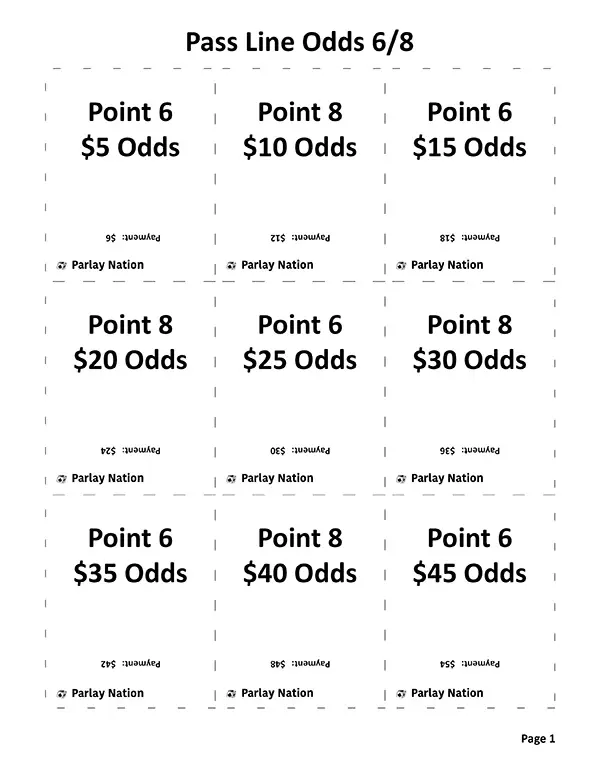 Pass Line Odds 6/8
Point 6
$5 Odds
Payment: $6
Parlay Nation
Point 8
$10 Odds
Payment: $12
Parlay Nation
Point 6
$15 Odds
Payment: $18
Parlay Nation
Point 8
$20 Odds
Payment: $24
Parlay Nation
Point 6
$25 Odds
Payment: $30
Parlay Nation
Point 8
$30 Odds
Payment: $36
Parlay Nation
Point 6
$35 Odds
Payment: $42
Parlay Nation
Point 8
$40 Odds
Payment: $48
Parlay Nation
Point 6
$45 Odds
Payment: $54
Parlay Nation
Page 1